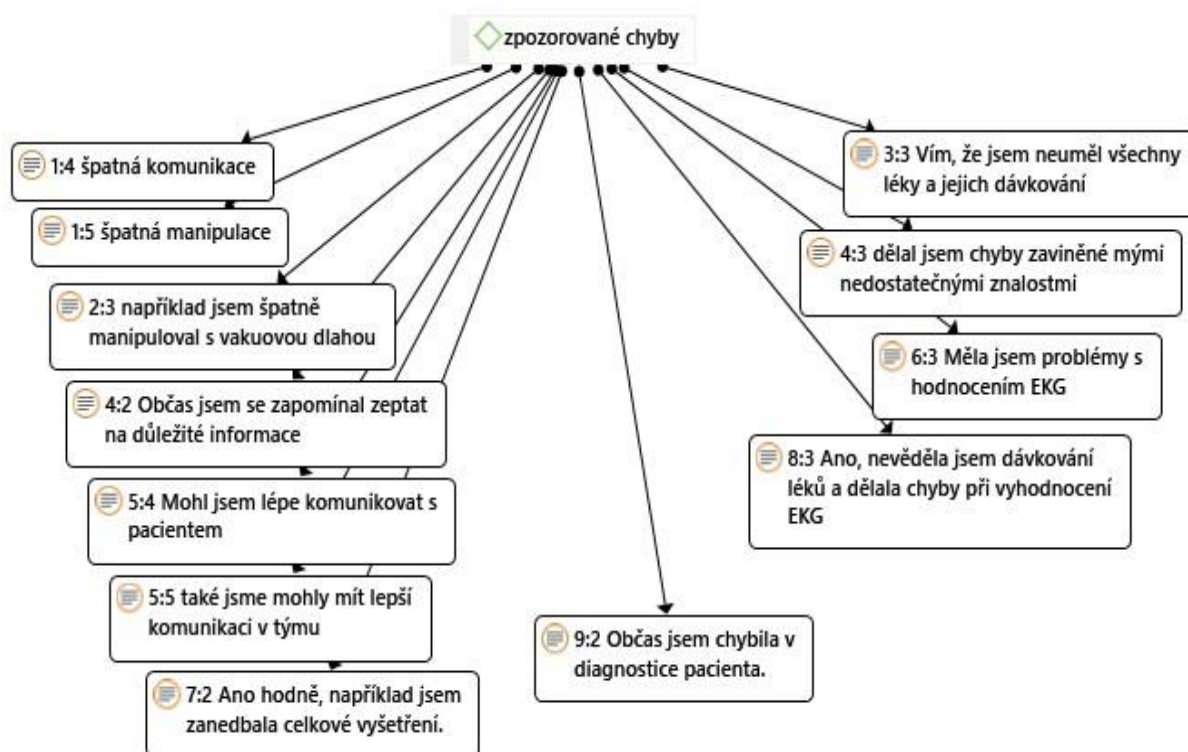 zpozorované chyby
1:4 špatná komunikace
1:5 špatná manipulace
2:3 například jsem špatně
manipuloval s vakuovou dlahou
4:2 Občas jsem se zapomínal zeptat
na důležité informace
5:4 Mohl jsem lépe komunikovat s
pacientem
5:5 také jsme mohly mít lepší
komunikaci v týmu
7:2 Ano hodně, například jsem
zanedbala celkové vyšetření.
9:2 Občas jsem chybila v
diagnostice pacienta.
3:3 Vím, že jsem neuměl všechny
léky a jejich dávkování
4:3 dělal jsem chyby zaviněné mými
nedostatečnými znalostmi
6:3 Měla jsem problémy s
hodnocením EKG
8:3 Ano, nevěděla jsem dávkování
léků a dělala chyby při vyhodnocení
EKG